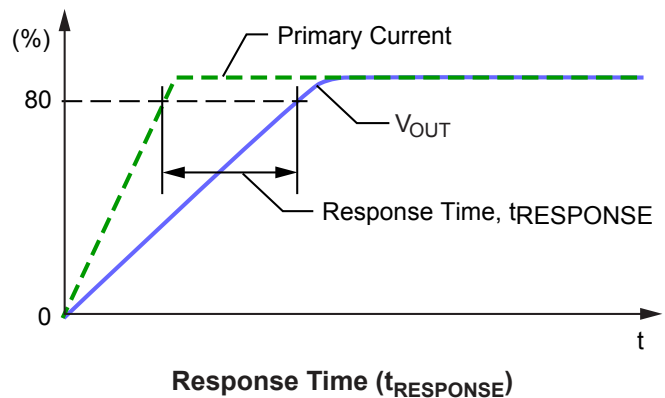 (%)
Primary Current
80
VOUT
Response Time, tRESPONSE
0
t
Response Time (tRESPONSE)